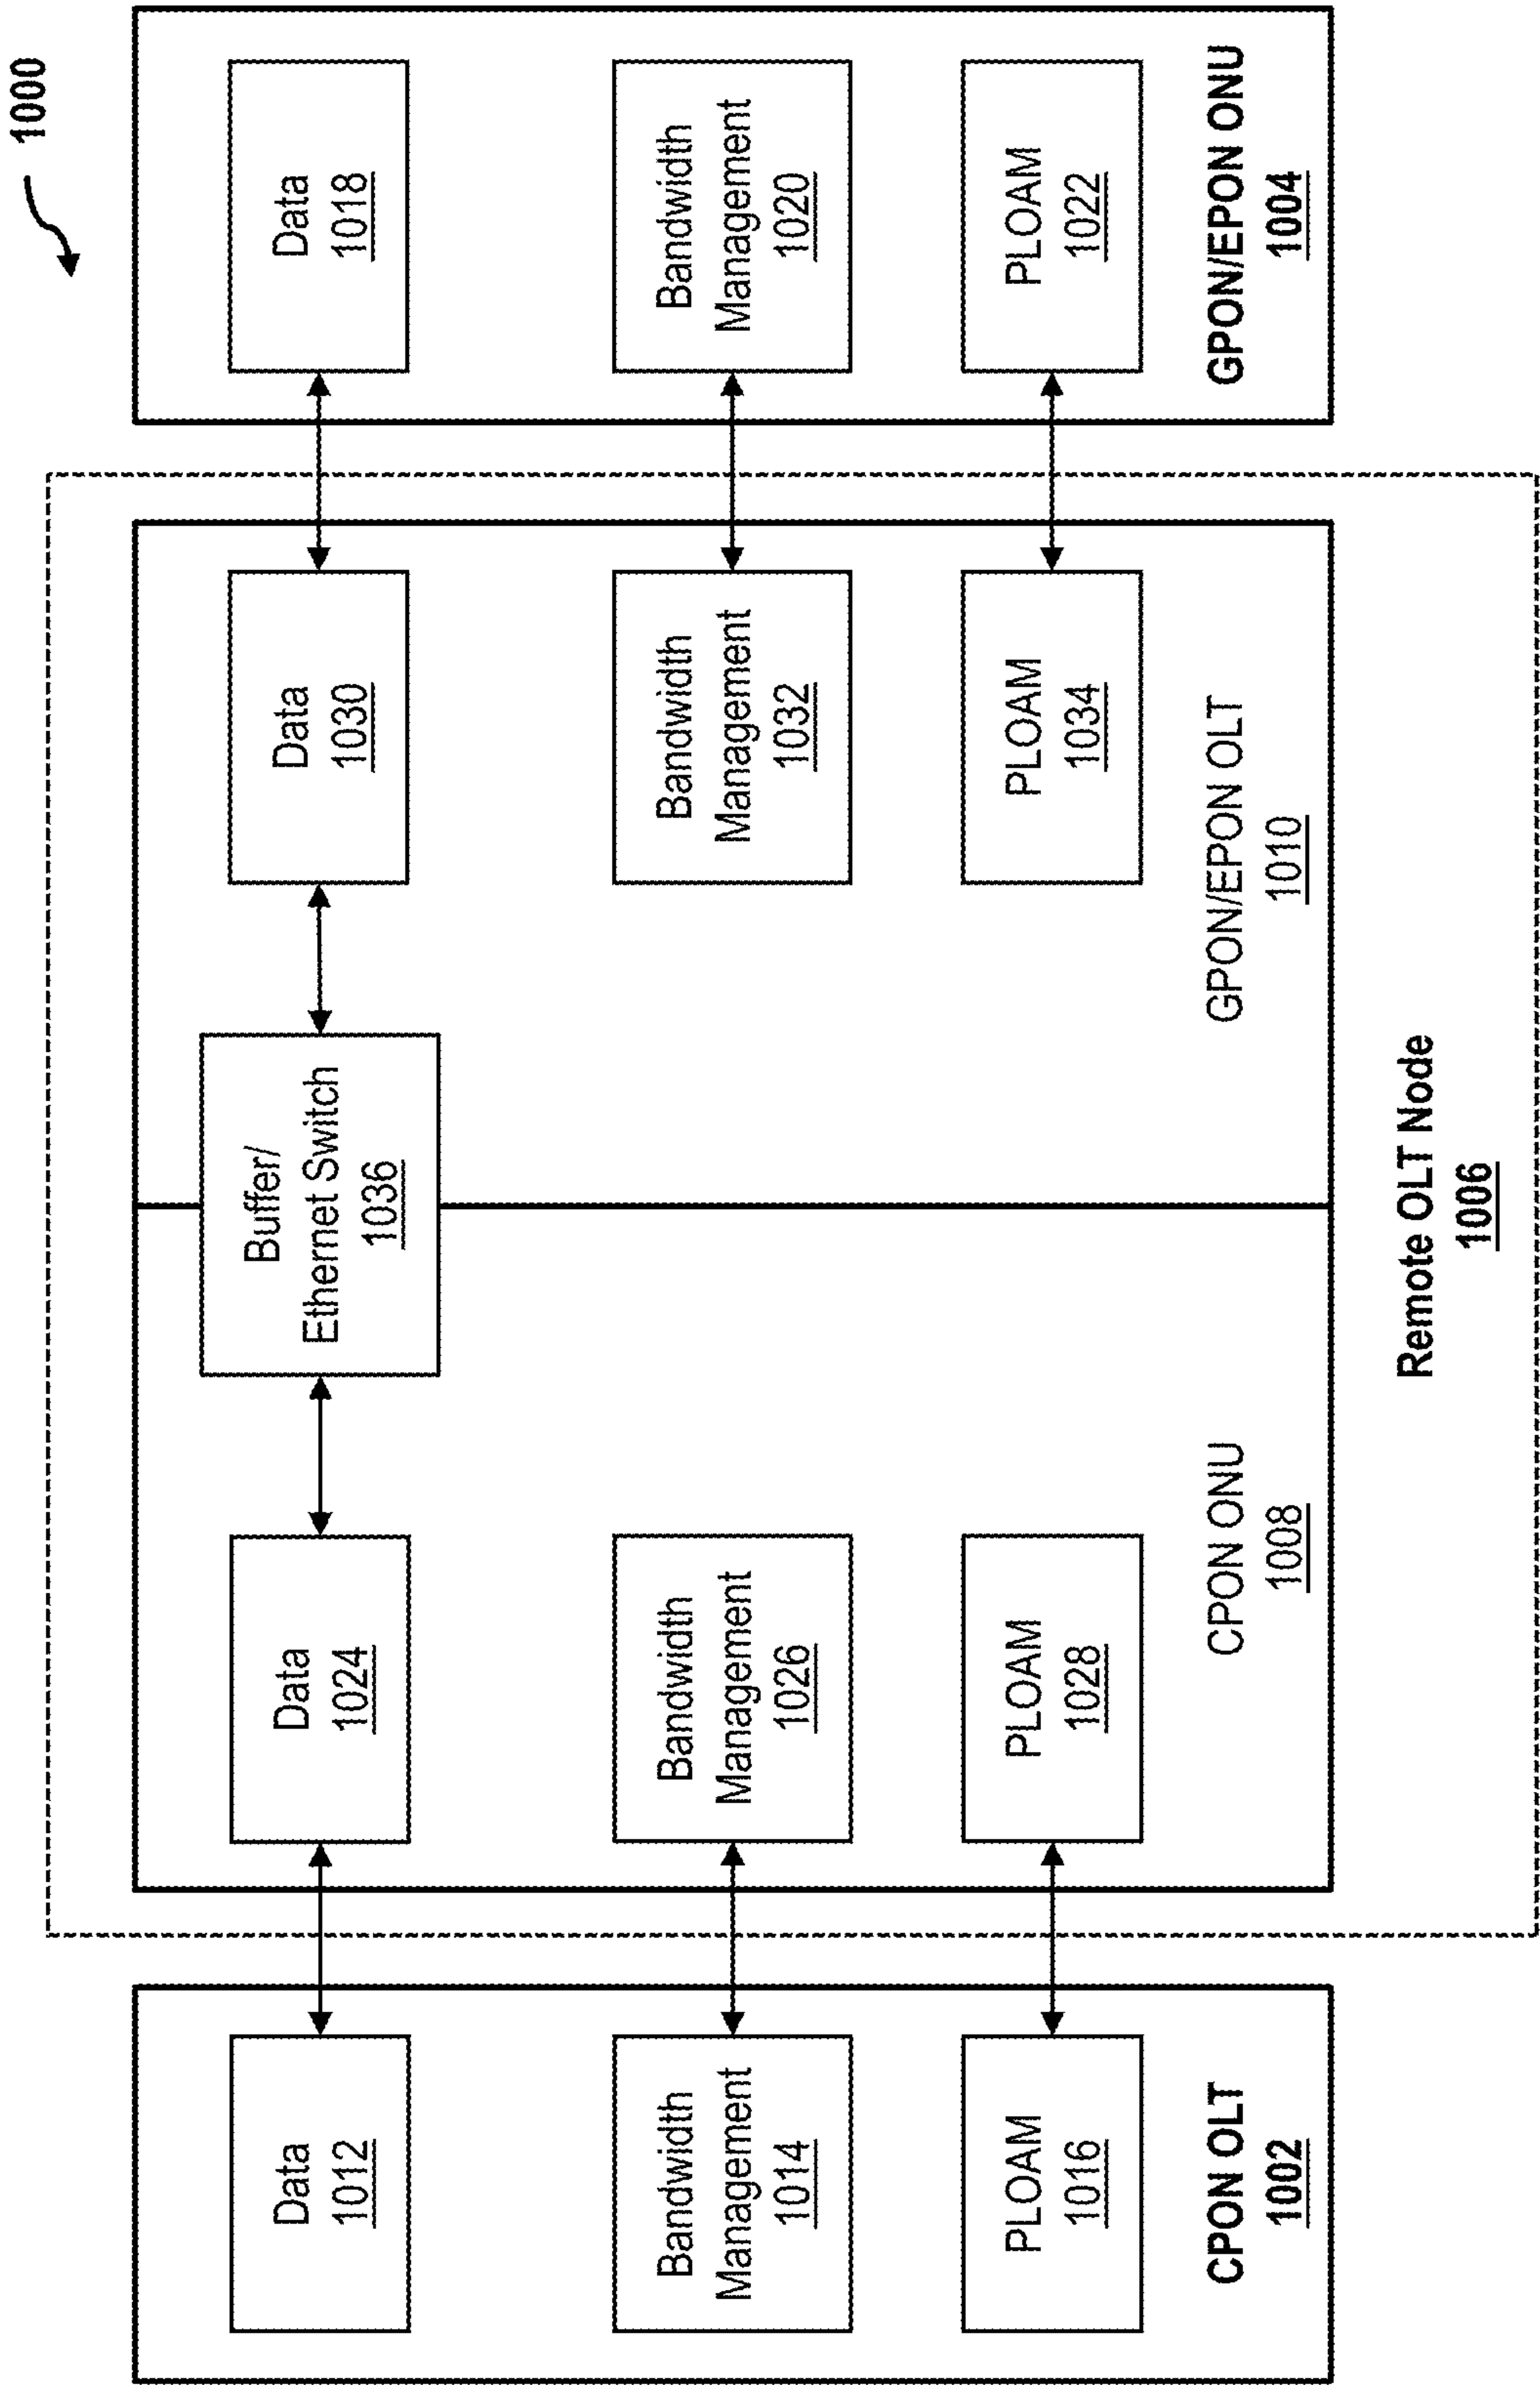 1000
Data
1012
Bandwidth
Management
1014
PLOAM
1016
CPON OLT
1002
Data
1024
Bandwidth
Management
1026
PLOAM
1028
CPON ONU
1008
Buffer/
Ethernet Switch
1036
Data
1030
Bandwidth
Management
1032
PLOAM
1034
GPON/EPON OLT
1010
Remote OLT Node
1006
Data
1018
Bandwidth
Management
1020
PLOAM
1022
GPON/EPON ONU
1004